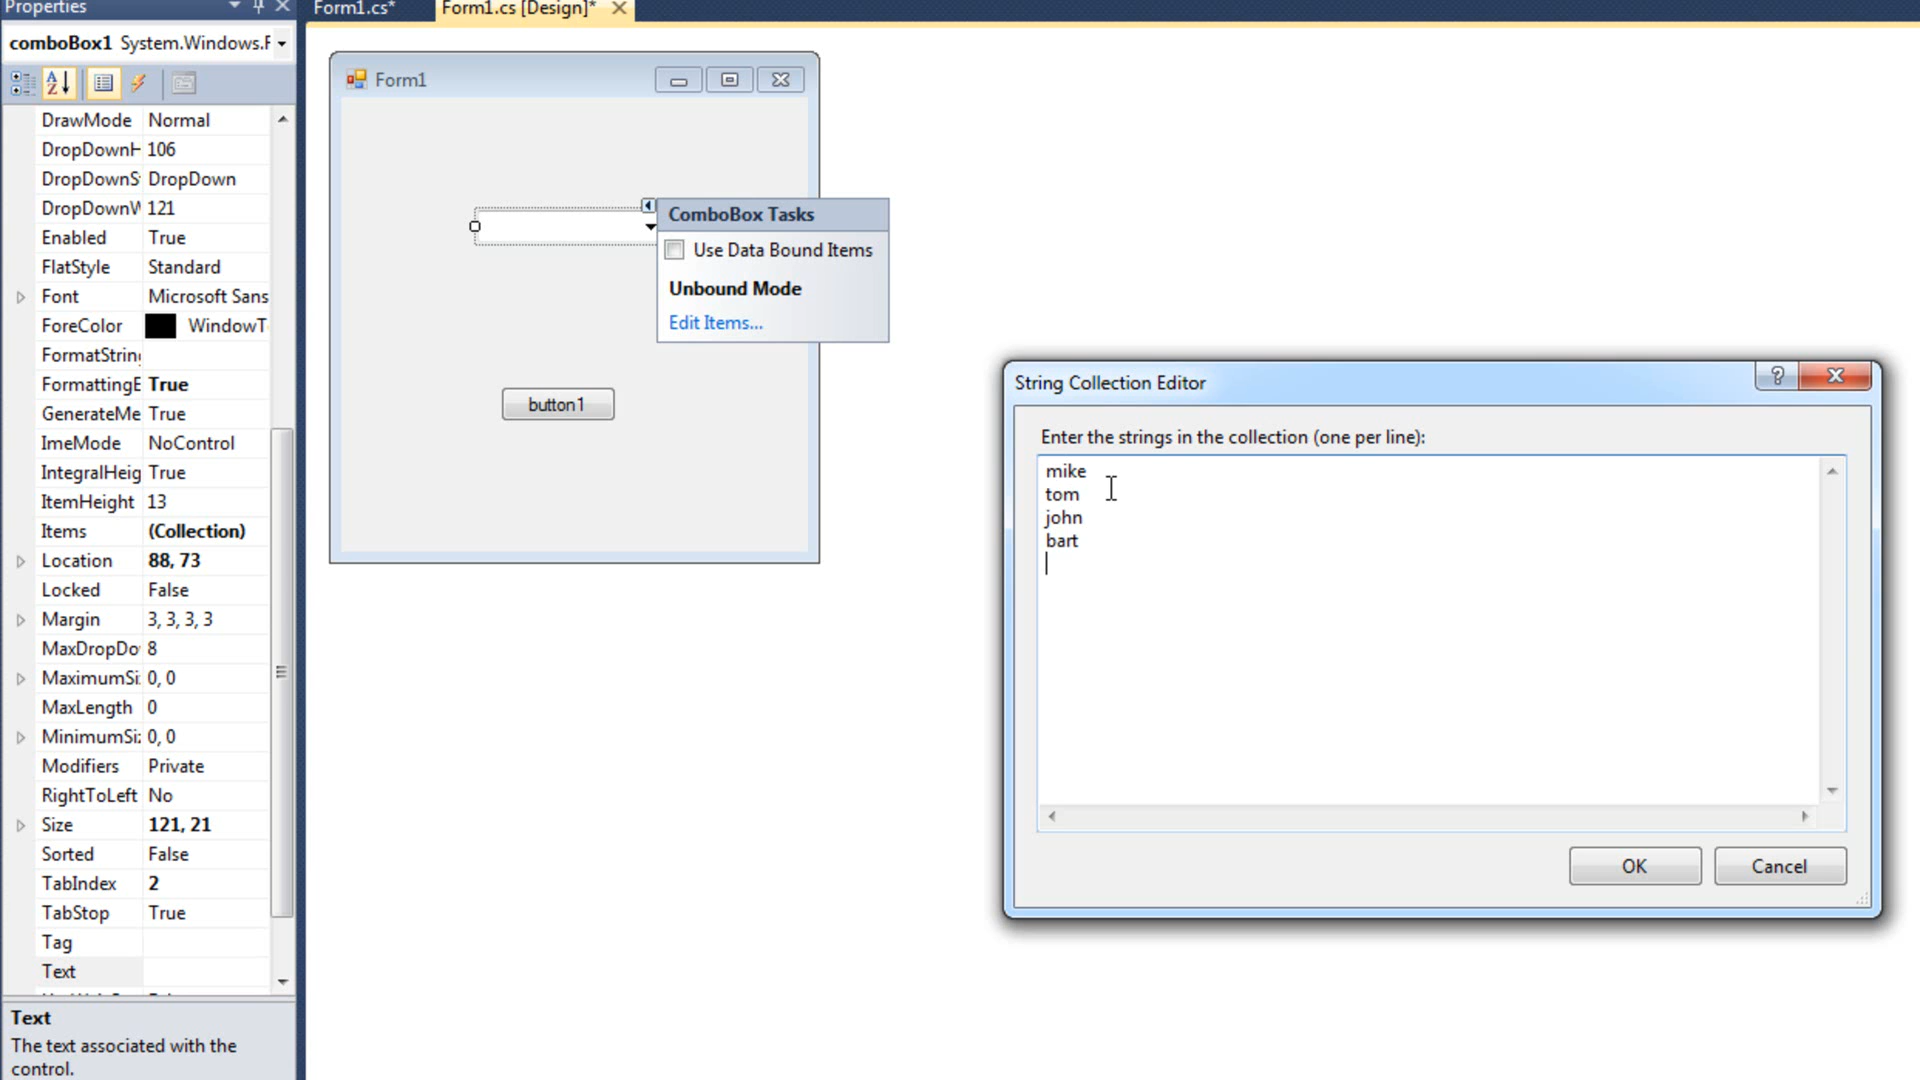 Properties
Form1.cs*
Form1.cs [Design]*
comboBox1 System.Windows.F
DrawMode Normal
DropDownH 106
DropDownS DropDown
DropDownW 121
Enabled True
FlatStyle Standard
Font Microsoft Sans
ForeColor WindowT
FormatString
FormattingE True
GenerateMe True
ImeMode NoControl
IntegralHeig True
ItemHeight 13
Items (Collection)
Location 88, 73
Locked False
Margin 3, 3, 3, 3
MaxDropDo 8
MaximumSi 0, 0
MaxLength 0
MinimumSi 0, 0
Modifiers Private
RightToLeft No
Size 121, 21
Sorted False
TabIndex 2
TabStop True
Tag
Text
Text
The text associated with the
control.
Form1
ComboBox Tasks
Use Data Bound Items
Unbound Mode
Edit Items...
button1
String Collection Editor
Enter the strings in the collection (one per line):
mike
tom
john
bart
OK
Cancel